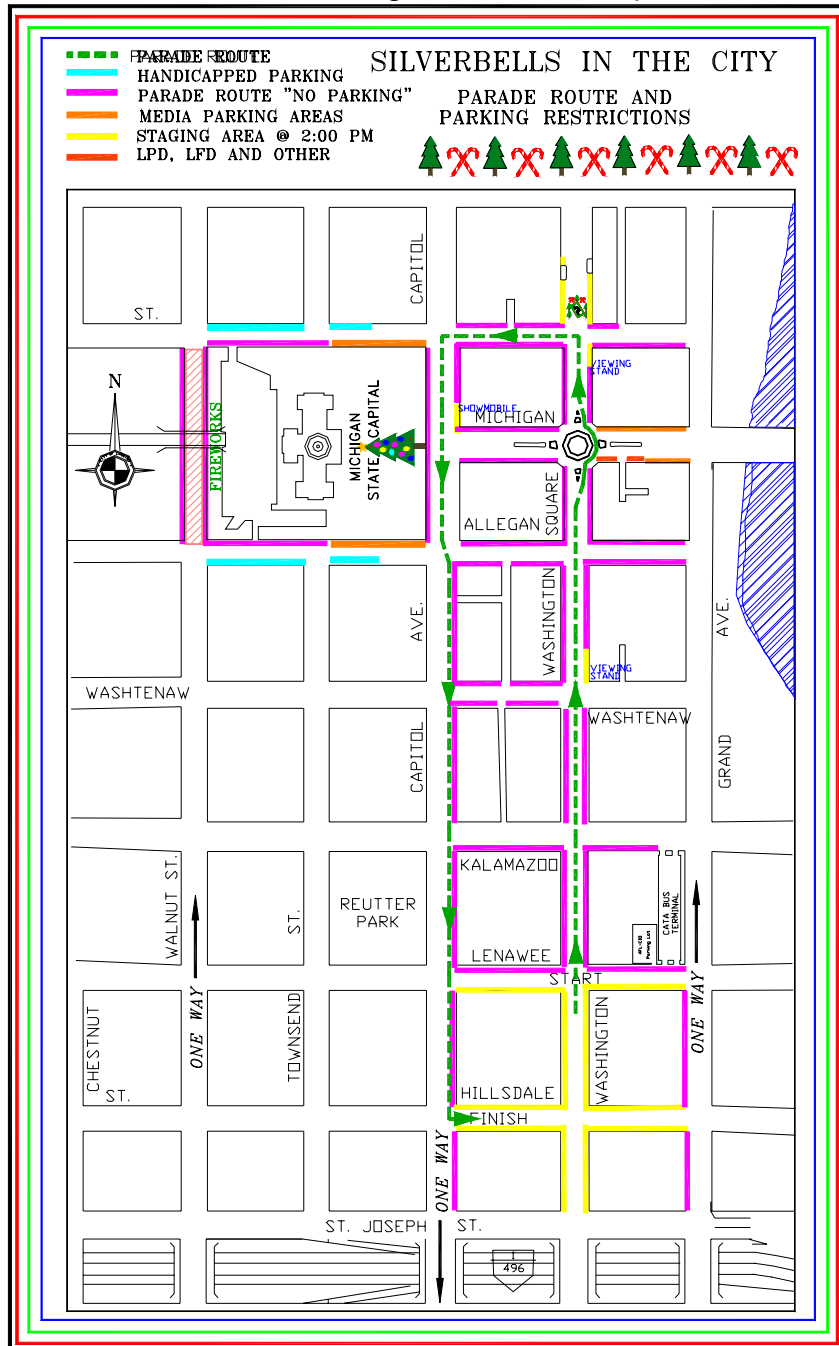 PARADE ROUTE
HANDICAPPED PARKING
PARADE ROUTE "NO PARKING"
MEDIA PARKING AREAS
STAGING AREA @ 2:00 PM
LPD, LFD AND OTHER
SILVERBELLS IN THE CITY
PARADE ROUTE AND
PARKING RESTRICTIONS
CAPITOL
ST.
N
FIREWORKS
MICHIGAN
STATE CAPITAL
VIEWING
STAND
SHOWMOBILE
MICHIGAN
SQUARE
ALLEGAN
WASHINGTON
AVE.
AVE.
VIEWING
STAND
WASHTENAW
WASHTENAW
CAPITOL
GRAND
KALAMAZOO
WALNUT ST.
ST.
REUTTER
PARK
CATA BUS
TERMINAL
AFL-CIO
Parking Lot
LENAWEE
START
ONE WAY
ONE WAY
CHESTNUT
ST.
TOWNSEND
WASHINGTON
HILLSDALE
FINISH
ONE WAY
ST. JOSEPH ST.
I
496